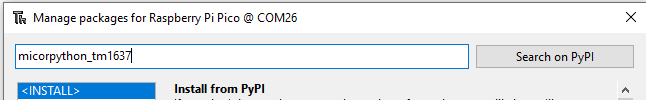 Manage packages for Raspberry Pi Pico @ COM26
micorpython_tm1637
Search on PyPI
<INSTALL>
Install from PyPI